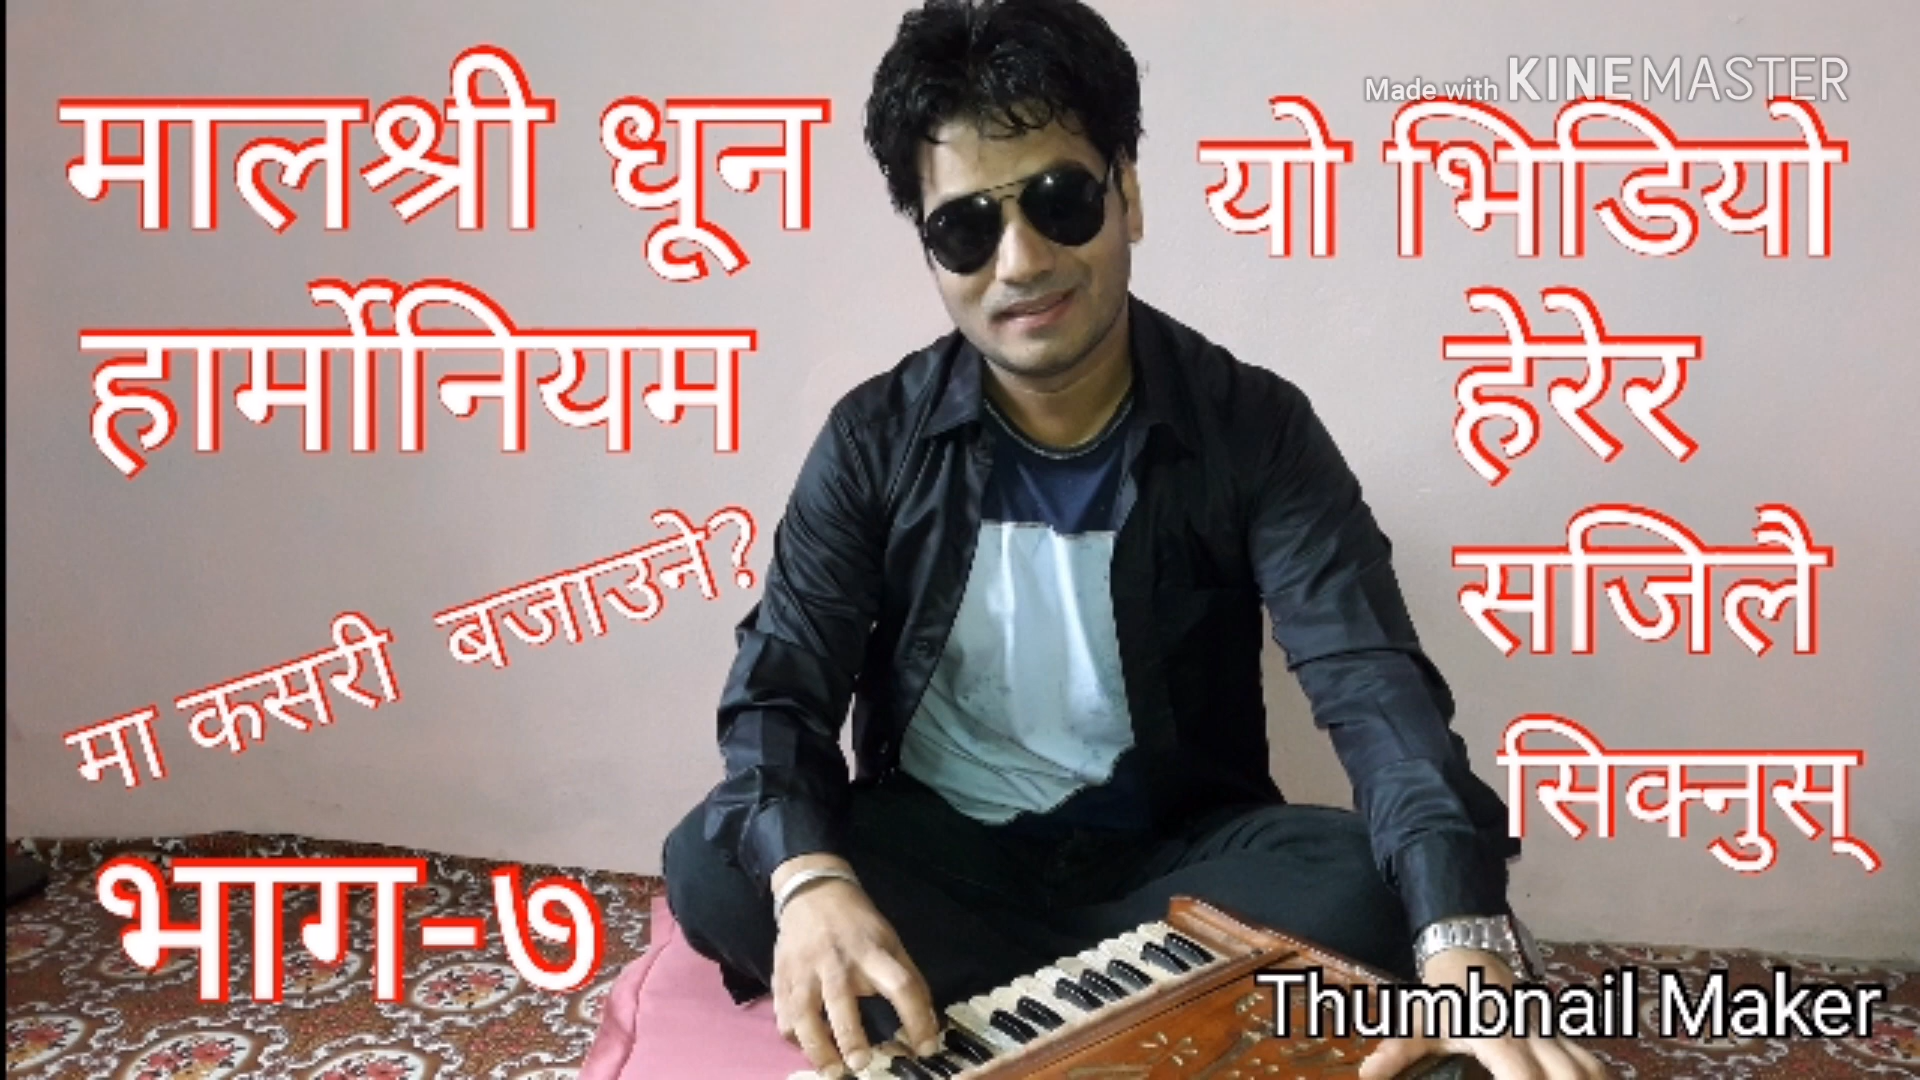 मालश्री धून
हार्मोनियम
मा कसरी बजाउने?
भाग-७
Made with KINEMASTER
यो भिडियो
हेरेर
सजिलै
सिक्नुस्
Thumbnail Maker